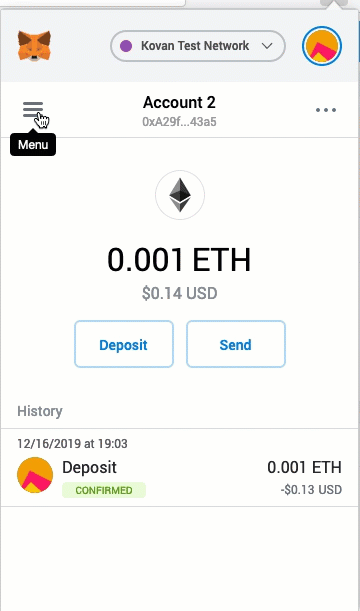 Kovan Test Network
Account 2
0xA29f...43a5
Menu
0.001 ETH
$0.14 USD
Deposit
Send
History
12/16/2019 at 19:03
Deposit
0.001 ETH
CONFIRMED
-$0.13 USD